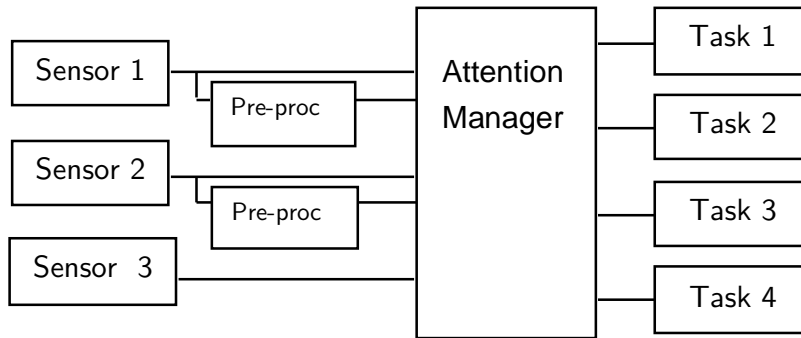 Sensor 1
Pre-proc
Sensor 2
Pre-proc
Sensor 3
Attention
Manager
Task 1
Task 2
Task 3
Task 4